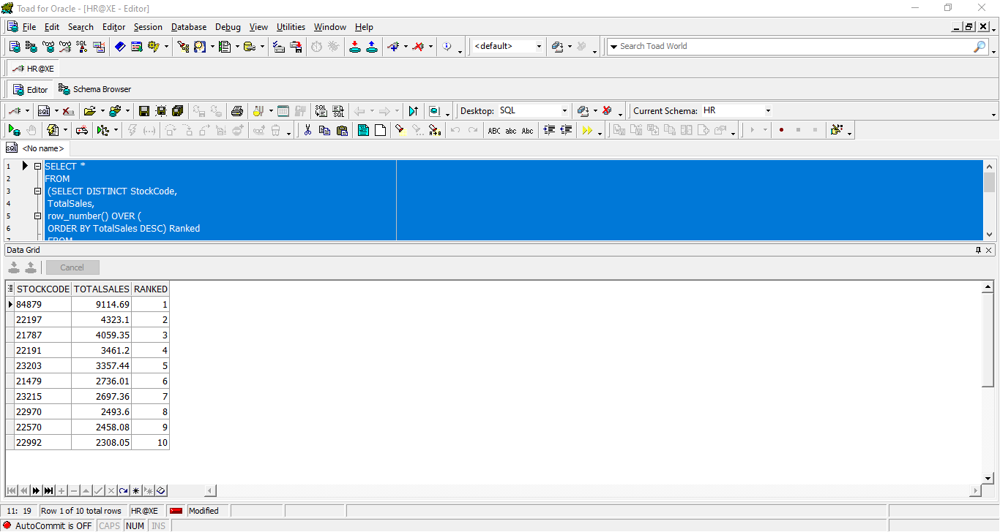 Toad for Oracle - [HR@XE - Editor]
File Edit Search Editor Session Database Debug View Utilities Window Help
<default> Search Toad World
HR@XE
Editor Schema Browser
SQL Desktop: SQL Current Schema: HR
ABC abc Abc
SQL <No name>
1 SELECT *
2 FROM
3 (SELECT DISTINCT StockCode,
4 TotalSales,
5 row_number() OVER (
6 ORDER BY TotalSales DESC) Ranked
7 FROM
Data Grid
Cancel
STOCKCODE TOTALSALES RANKED
84879 9114.69 1
22197 4323.1 2
21787 4059.35 3
22191 3461.2 4
23203 3357.44 5
21479 2736.01 6
23215 2697.36 7
22970 2493.6 8
22570 2458.08 9
22992 2308.05 10
11: 19 Row 1 of 10 total rows HR@XE Modified
AutoCommit is OFF CAPS NUM INS